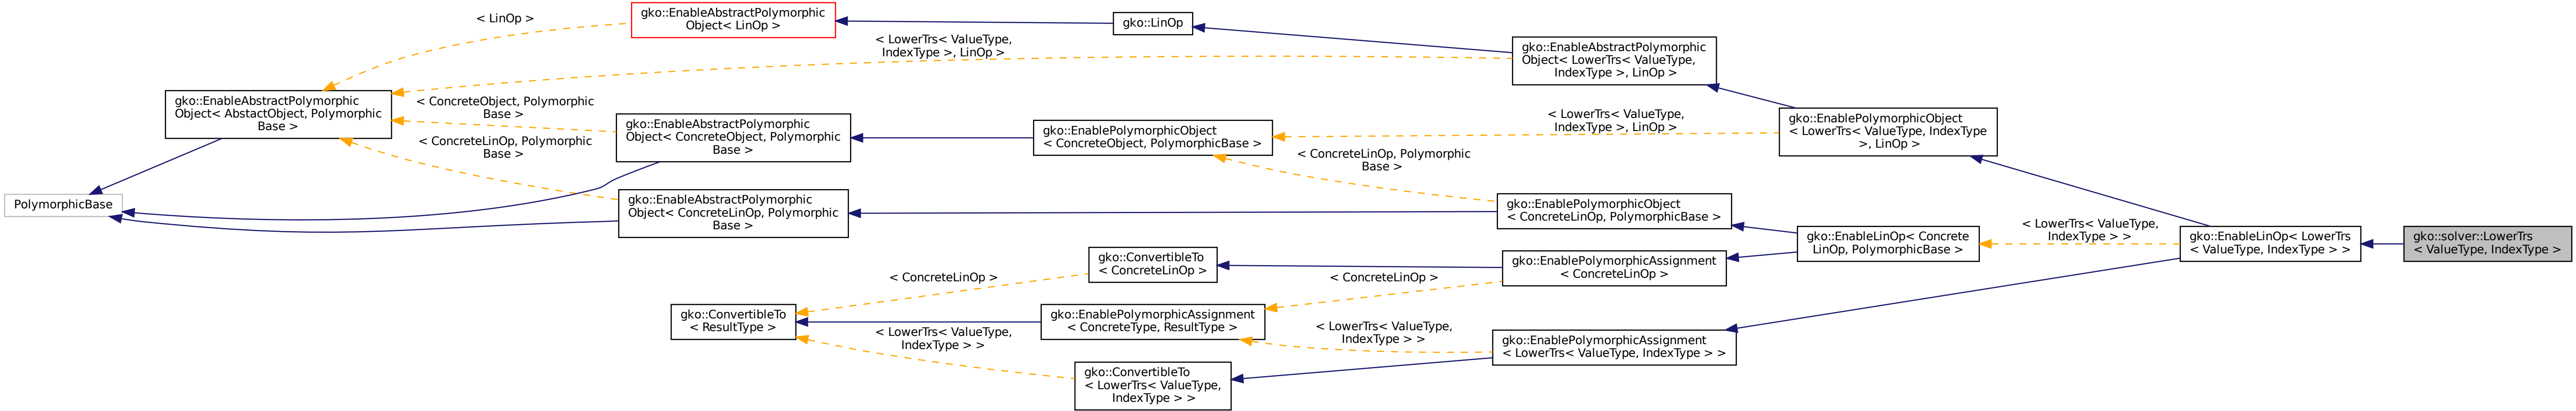 < LinOp >
gko::EnableAbstractPolymorphic
Object< LinOp >
gko::LinOp
< LowerTrs< ValueType,
IndexType >, LinOp >
gko::EnableAbstractPolymorphic
Object< LowerTrs< ValueType,
IndexType >, LinOp >
gko::EnableAbstractPolymorphic
Object< AbstactObject, Polymorphic
Base >
< ConcreteObject, Polymorphic
Base >
gko::EnableAbstractPolymorphic
Object< ConcreteObject, Polymorphic
Base >
gko::EnablePolymorphicObject
< ConcreteObject, PolymorphicBase >
< LowerTrs< ValueType,
IndexType >, LinOp >
gko::EnablePolymorphicObject
< LowerTrs< ValueType, IndexType
>, LinOp >
< ConcreteLinOp, Polymorphic
Base >
< ConcreteLinOp, Polymorphic
Base >
PolymorphicBase
gko::EnableAbstractPolymorphic
Object< ConcreteLinOp, Polymorphic
Base >
gko::EnablePolymorphicObject
< ConcreteLinOp, PolymorphicBase >
gko::EnableLinOp< Concrete
LinOp, PolymorphicBase >
< LowerTrs< ValueType,
IndexType > >
gko::EnableLinOp< LowerTrs
< ValueType, IndexType > >
gko::solver::LowerTrs
< ValueType, IndexType >
< ConcreteLinOp >
gko::ConvertibleTo
< ConcreteLinOp >
< ConcreteLinOp >
gko::EnablePolymorphicAssignment
< ConcreteLinOp >
gko::ConvertibleTo
< ResultType >
gko::EnablePolymorphicAssignment
< ConcreteType, ResultType >
< LowerTrs< ValueType,
IndexType > >
< LowerTrs< ValueType,
IndexType > >
gko::EnablePolymorphicAssignment
< LowerTrs< ValueType, IndexType > >
gko::ConvertibleTo
< LowerTrs< ValueType,
IndexType > >